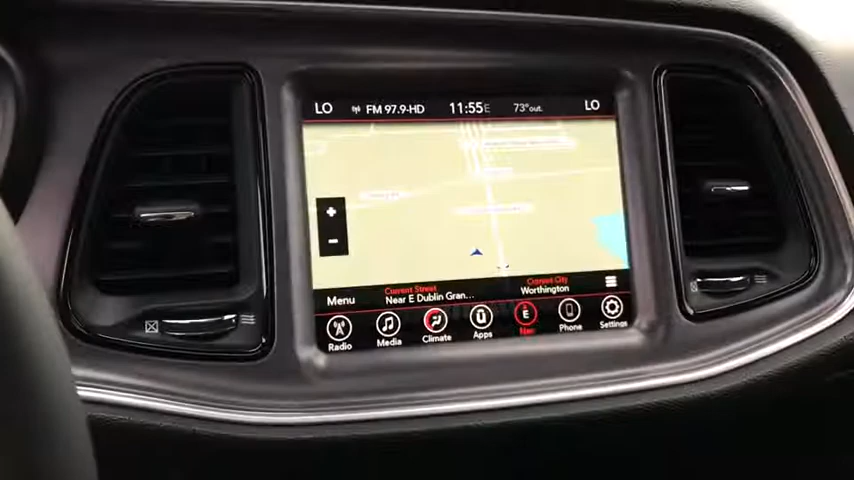 LO FM 97.9-HD 11:55E 73°out. LO
+
-
Current Street Current City
Menu Near E Dublin Gran... Worthington
E
Radio Media Climate Apps Nav Phone Settings